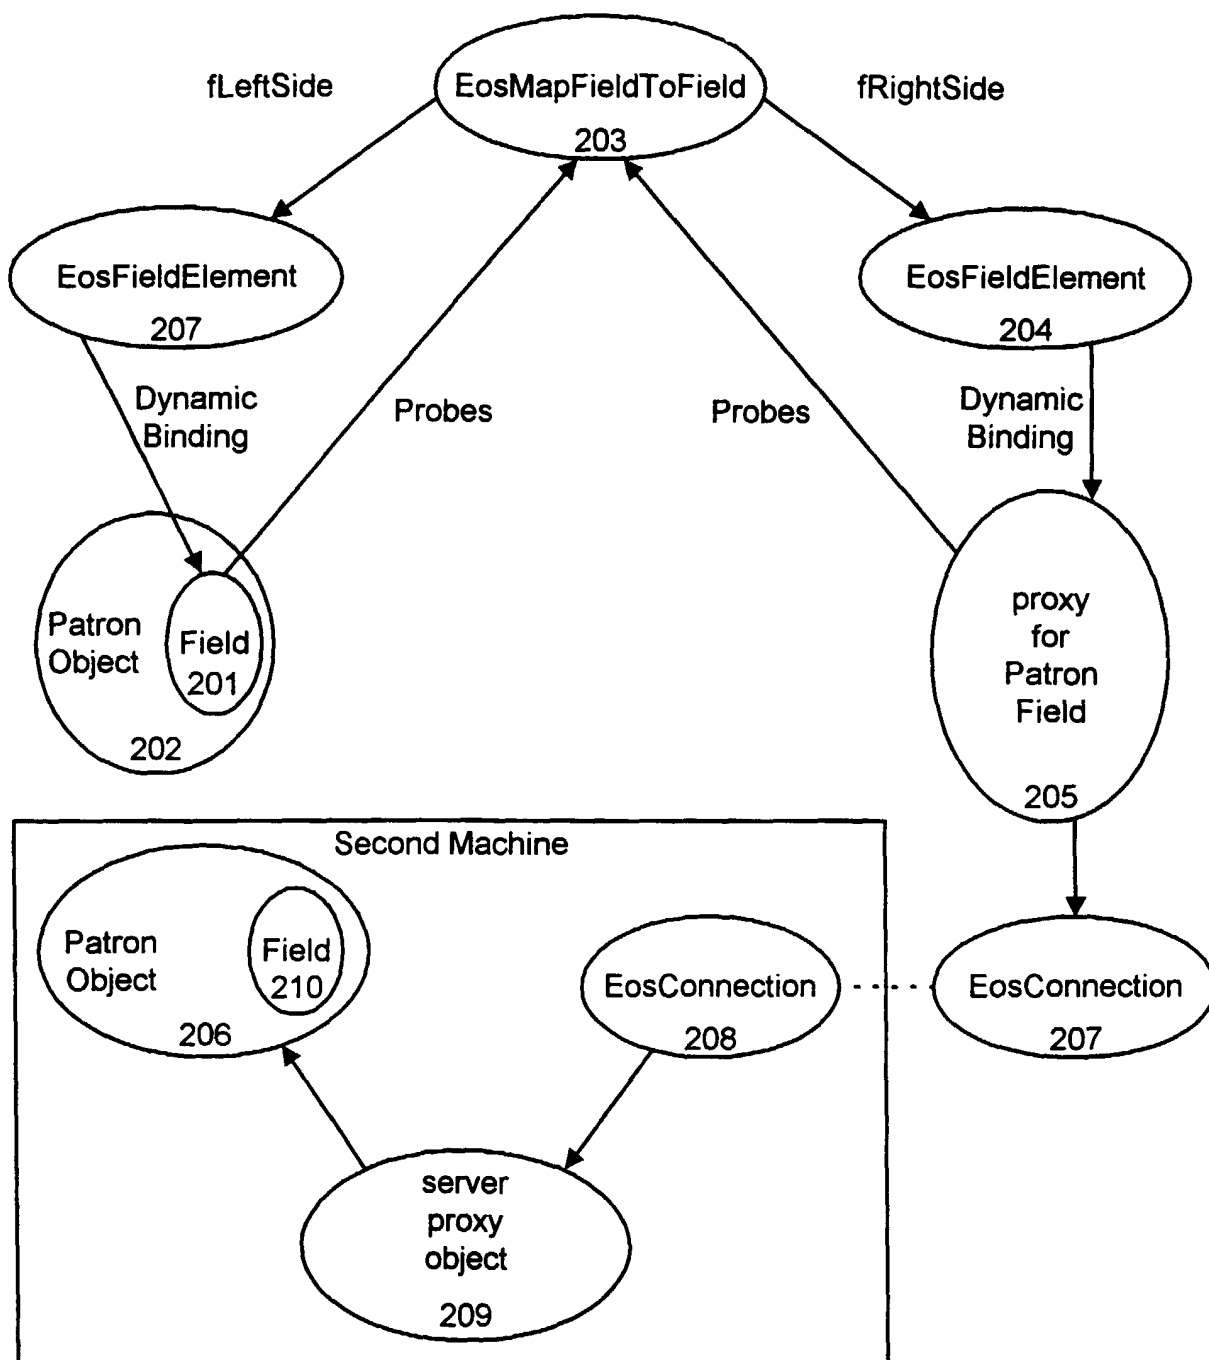 fLeftSide
EosMapFieldToField
203
fRightSide
EosFieldElement
207
EosFieldElement
204
Dynamic
Binding
Probes
Probes
Dynamic
Binding
Patron
Object
202
Field
201
proxy
for
Patron
Field
205
Second Machine
Patron
Object
206
Field
210
EosConnection
208
EosConnection
207
server
proxy
object
209